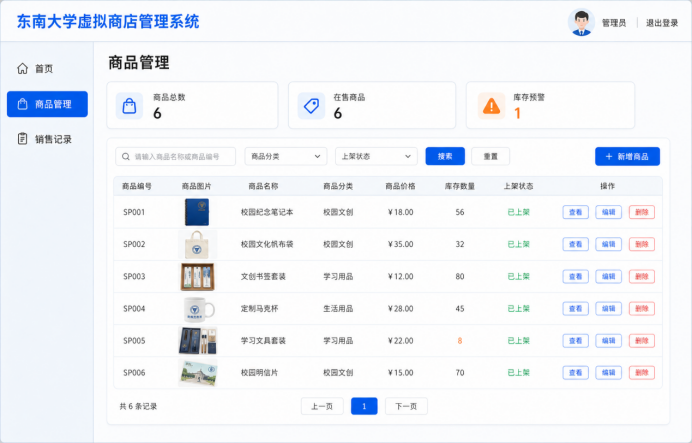 东南大学虚拟商店管理系统
管理员
退出登录
首页
商品管理
销售记录
商品管理
商品总数
6
在售商品
6
库存预警
1
请输入商品名称或商品编号
商品分类
上架状态
搜索
重置
+ 新增商品
商品编号 商品图片 商品名称 商品分类 商品价格 库存数量 上架状态 操作
SP001 校园纪念笔记本 校园文创 ¥18.00 56 已上架 查看 编辑 删除
SP002 校园文化帆布袋 校园文创 ¥35.00 32 已上架 查看 编辑 删除
SP003 文创书签套装 学习用品 ¥12.00 80 已上架 查看 编辑 删除
SP004 定制马克杯 生活用品 ¥28.00 45 已上架 查看 编辑 删除
SP005 学习文具套装 学习用品 ¥22.00 8 已上架 查看 编辑 删除
SP006 校园明信片 校园文创 ¥15.00 70 已上架 查看 编辑 删除
共 6 条记录
上一页
1
下一页